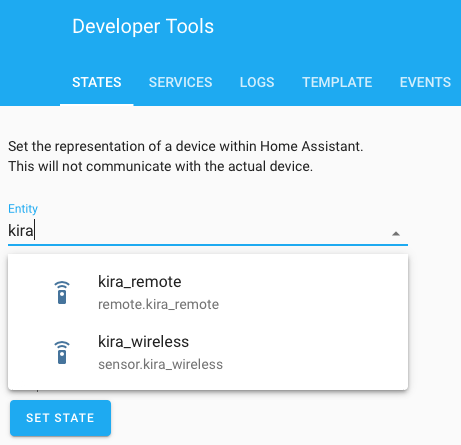 Developer Tools
STATES SERVICES LOGS TEMPLATE EVENTS
Set the representation of a device within Home Assistant.
This will not communicate with the actual device.
Entity
kira
kira_remote
remote.kira_remote
kira_wireless
sensor.kira_wireless
SET STATE